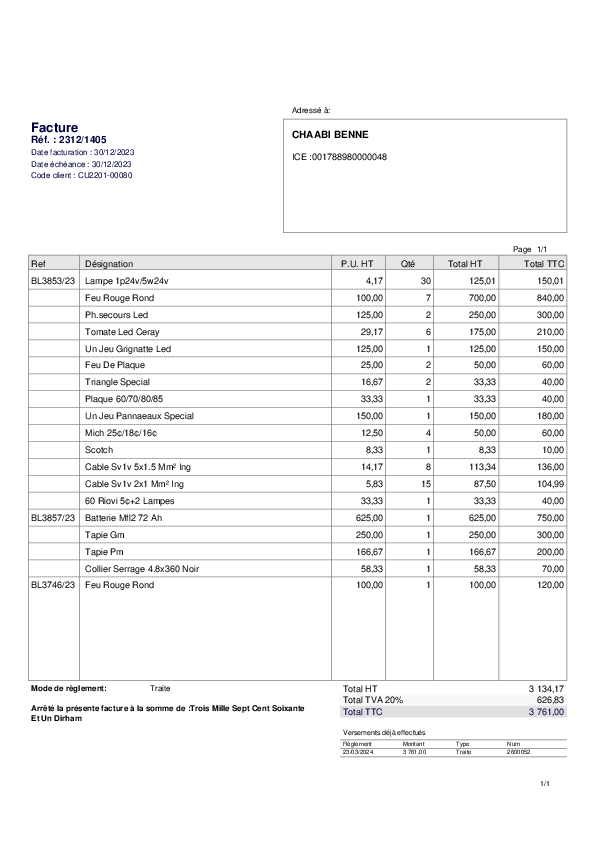 Adressé à:
Facture
Réf. : 2312/1405
Date facturation : 30/12/2023
Date échéance : 30/12/2023
Code client : CU2201-00080
CHAABI BENNE
ICE :001788980000048
Page 1/1
Ref Désignation P.U. HT Qté Total HT Total TTC
BL3853/23 Lampe 1p24v/5w24v 4,17 30 125,01 150,01
Feu Rouge Rond 100,00 7 700,00 840,00
Ph.secours Led 125,00 2 250,00 300,00
Tomate Led Ceray 29,17 6 175,00 210,00
Un Jeu Grignatte Led 125,00 1 125,00 150,00
Feu De Plaque 25,00 2 50,00 60,00
Triangle Special 16,67 2 33,33 40,00
Plaque 60/70/80/85 33,33 1 33,33 40,00
Un Jeu Pannaeaux Special 150,00 1 150,00 180,00
Mich 25¢/18¢/16¢ 12,50 4 50,00 60,00
Scotch 8,33 1 8,33 10,00
Cable Sv1v 5x1.5 Mm² Ing 14,17 8 113,34 136,00
Cable Sv1v 2x1 Mm² Ing 5,83 15 87,50 104,99
60 Riovi 5¢+2 Lampes 33,33 1 33,33 40,00
BL3857/23 Batterie Mfl2 72 Ah 625,00 1 625,00 750,00
Tapie Gm 250,00 1 250,00 300,00
Tapie Pm 166,67 1 166,67 200,00
Collier Serrage 4.8x360 Noir 58,33 1 58,33 70,00
BL3746/23 Feu Rouge Rond 100,00 1 100,00 120,00
Mode de règlement: Traite
Arrêté la présente facture à la somme de :Trois Mille Sept Cent Soixante
Et Un Dirham
Total HT 3 134,17
Total TVA 20% 626,83
Total TTC 3 761,00
Versements déjà effectués
Règlement Montant Type Num
23/03/2024 3 761,00 Traite 2600052
1/1